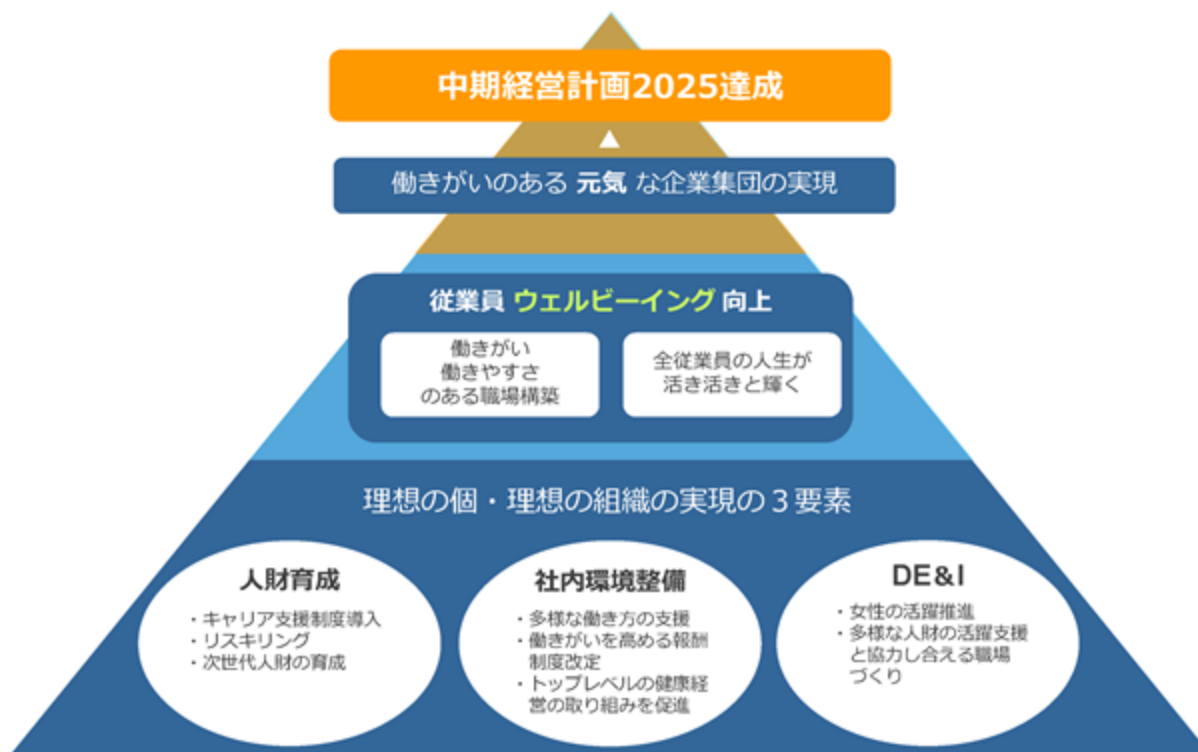 中期経営計画2025達成
働きがいのある 元気 な企業集団の実現
従業員 ウェルビーイング 向上
働きがい
働きやすさ
のある職場構築
全従業員の人生が
活き活きと輝く
理想の個・理想の組織の実現の３要素
人財育成
・キャリア支援制度導入
・リスキリング
・次世代人財の育成
社内環境整備
・多様な働き方の支援
・働きがいを高める報酬
制度改定
・トップレベルの健康経
営の取り組みを促進
DE&I
・女性の活躍推進
・多様な人財の活躍支援
と協力し合える職場
づくり